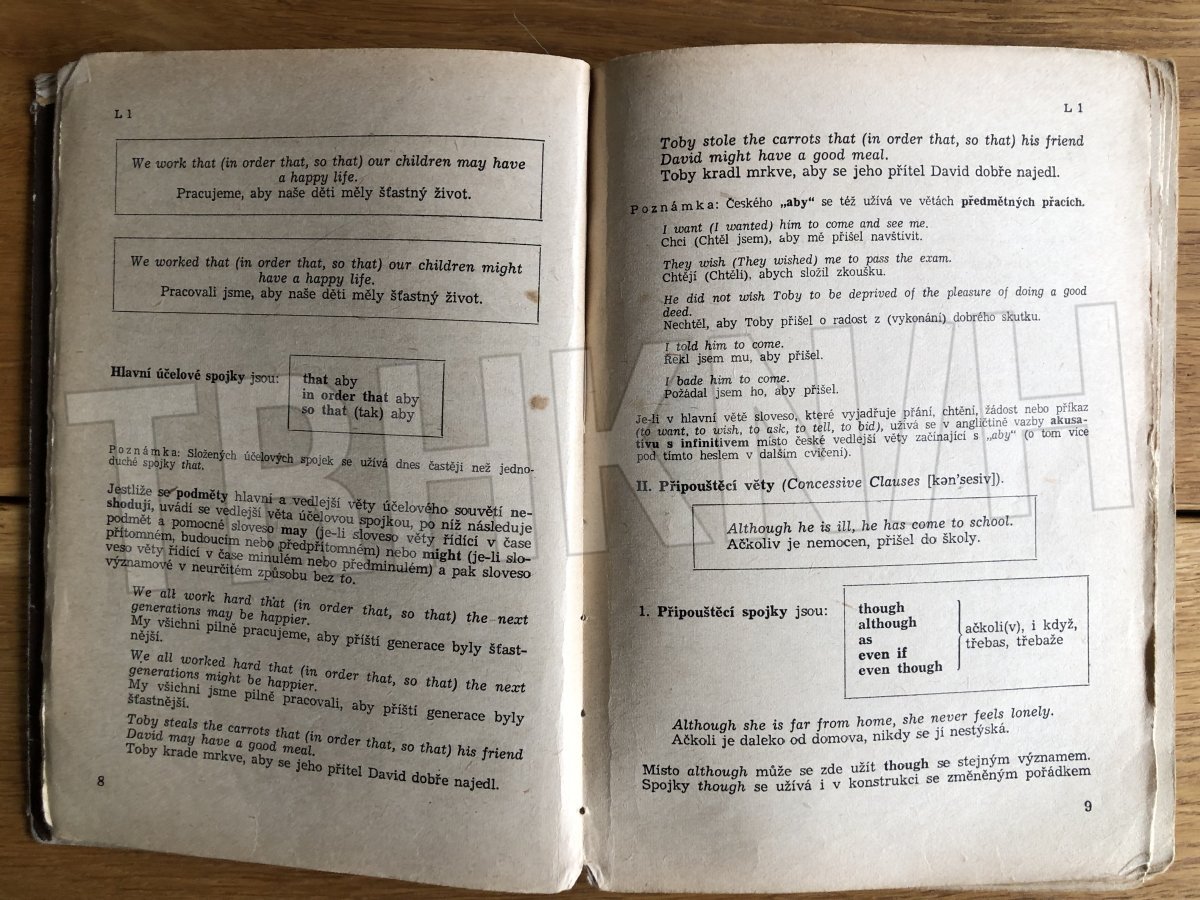 L 1
We work that (in order that, so that) our children may have
a happy life.
Pracujeme, aby naše děti měly šťastný život.
We worked that (in order that, so that) our children might
have a happy life.
Pracovali jsme, aby naše děti měly šťastný život.
Hlavní účelové spojky jsou:
that aby
in order that aby
so that (tak) aby
Poznámka: Složených účelových spojek se užívá dnes častěji než jedno-
duché spojky that.
Jestliže se podměty hlavní a vedlejší věty účelového souvětí ne-
shodují, uvádí se vedlejší věta účelovou spojkou, po níž následuje
podmět a pomocné sloveso may (je-li sloveso věty řídící v čase
přítomném, budoucím nebo předpřítomném) nebo might (je-li slo-
veso věty řídící v čase minulém nebo předminulém) a pak sloveso
významové v neurčitém způsobu bez to.
We all work hard that (in order that, so that) the next
generations may be happier.
My všichni pilně pracujeme, aby příští generace byly šťast-
nější.
We all worked hard that (in order that, so that) the next
generations might be happier.
My všichni jsme pilně pracovali, aby příští generace byly
šťastnější.
Toby steals the carrots that (in order that, so that) his friend
David may have a good meal.
Toby krade mrkve, aby se jeho přítel David dobře najedl.
8
L 1
Toby stole the carrots that (in order that, so that) his friend
David might have a good meal.
Toby kradl mrkve, aby se jeho přítel David dobře najedl.
Poznámka: Českého „aby“ se též užívá ve větách předmětných přacích.
I want (I wanted) him to come and see me.
Chci (Chtěl jsem), aby mě přišel navštívit.
They wish (They wished) me to pass the exam.
Chtějí (Chtěli), abych složil zkoušku.
He did not wish Toby to be deprived of the pleasure of doing a good
deed.
Nechtěl, aby Toby přišel o radost z (vykonání) dobrého skutku.
I told him to come.
Řekl jsem mu, aby přišel.
I bade him to come.
Požádal jsem ho, aby přišel.
Je-li v hlavní větě sloveso, které vyjadřuje přání, chtění, žádost nebo příkaz
(to want, to wish, to ask, to tell, to bid), užívá se v angličtině vazby akusa-
tivu s infinitivem místo české vedlejší věty začínající s „aby“ (o tom více
pod tímto heslem v dalším cvičení).
II. Připouštěcí věty (Concessive Clauses [kən'sesiv]).
Although he is ill, he has come to school.
Ačkoliv je nemocen, přišel do školy.
1. Připouštěcí spojky jsou:
though
although
as
even if
even though
ačkoli(v), i když,
třebas, třebaže
Although she is far from home, she never feels lonely.
Ačkoli je daleko od domova, nikdy se jí nestýská.
Místo although může se zde užít though se stejným významem.
Spojky though se užívá i v konstrukci se změněným pořádkem
9
TRHKNIH